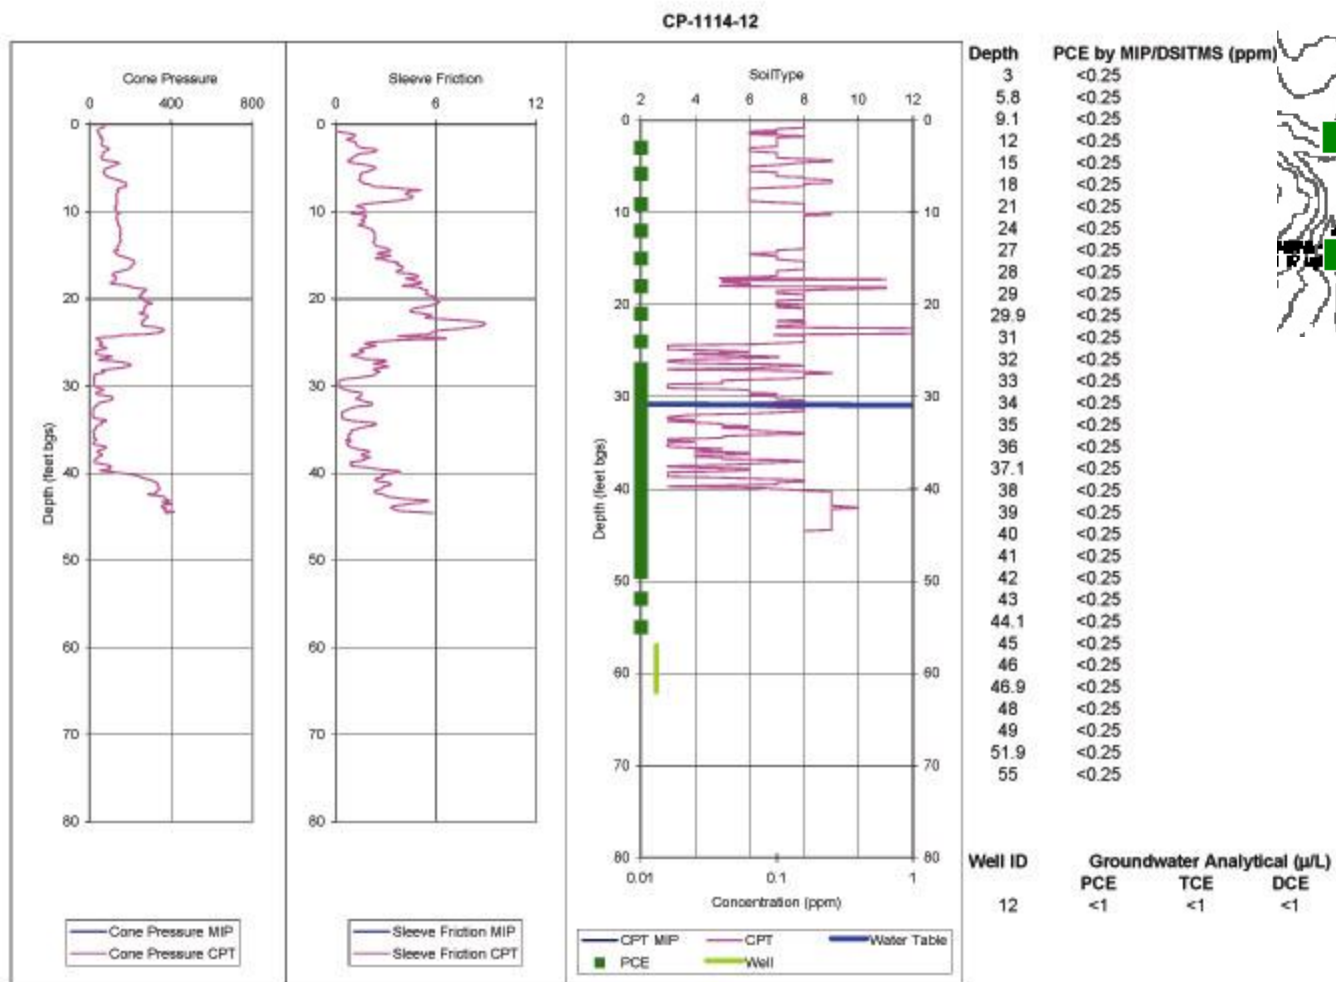 CP-1114-12
Cone Pressure
0 400 800
0
10
20
30
40
50
60
70
80
Depth (feet bgs)
Cone Pressure MIP
Cone Pressure CPT
Sleeve Friction
0 6 12
0
10
20
30
40
50
60
70
80
Sleeve Friction MIP
Sleeve Friction CPT
SoilType
2 4 6 8 10 12
0 0
10 10
20 20
30 30
40 40
50 50
60 60
70 70
80 80
0.01 0.1 1
Depth (feet bgs)
Concentration (ppm)
CPT MIP CPT Water Table
PCE Well
Depth PCE by MIP/DSITMS (ppm)
3 <0.25
5.8 <0.25
9.1 <0.25
12 <0.25
15 <0.25
18 <0.25
21 <0.25
24 <0.25
27 <0.25
28 <0.25
29 <0.25
29.9 <0.25
31 <0.25
32 <0.25
33 <0.25
34 <0.25
35 <0.25
36 <0.25
37.1 <0.25
38 <0.25
39 <0.25
40 <0.25
41 <0.25
42 <0.25
43 <0.25
44.1 <0.25
45 <0.25
46 <0.25
46.9 <0.25
48 <0.25
49 <0.25
51.9 <0.25
55 <0.25
Well ID Groundwater Analytical (µ/L)
PCE TCE DCE
12 <1 <1 <1